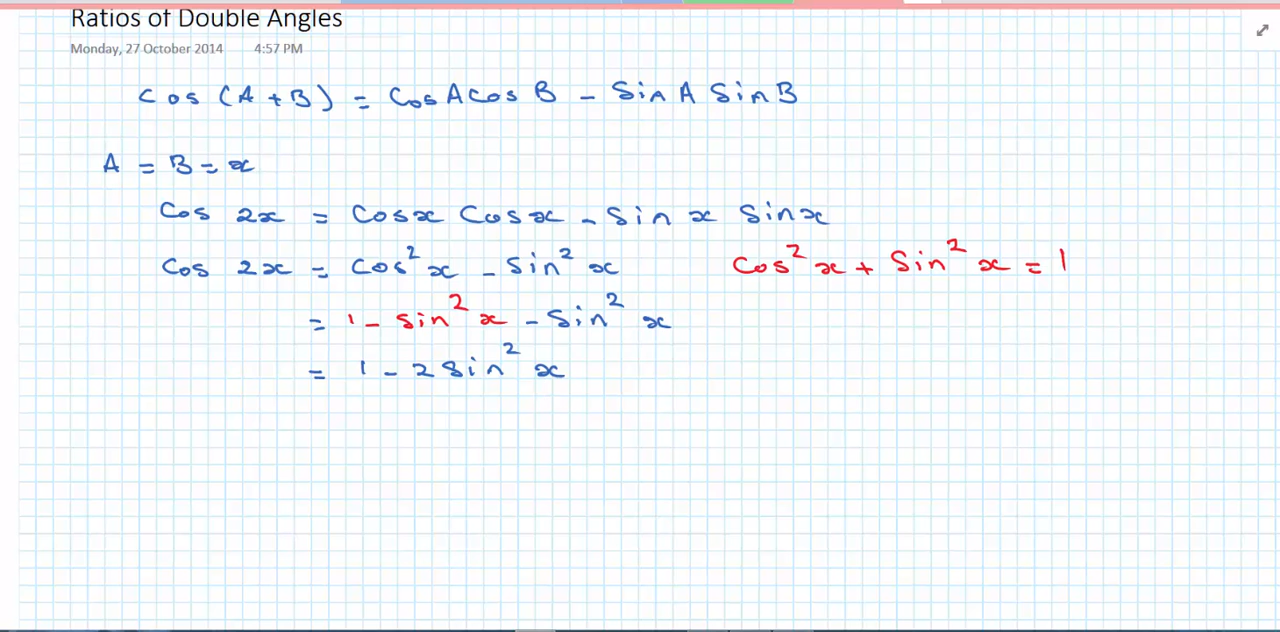 Ratios of Double Angles
Monday, 27 October 2014 4:57 PM
Cos (A + B) = Cos A Cos B - Sin A Sin B
A = B = x
Cos 2x = Cos x Cos x - Sin x Sin x
Cos 2x = Cos² x - Sin² x Cos² x + Sin² x = 1
= 1 - Sin² x - Sin² x
= 1 - 2 Sin² x